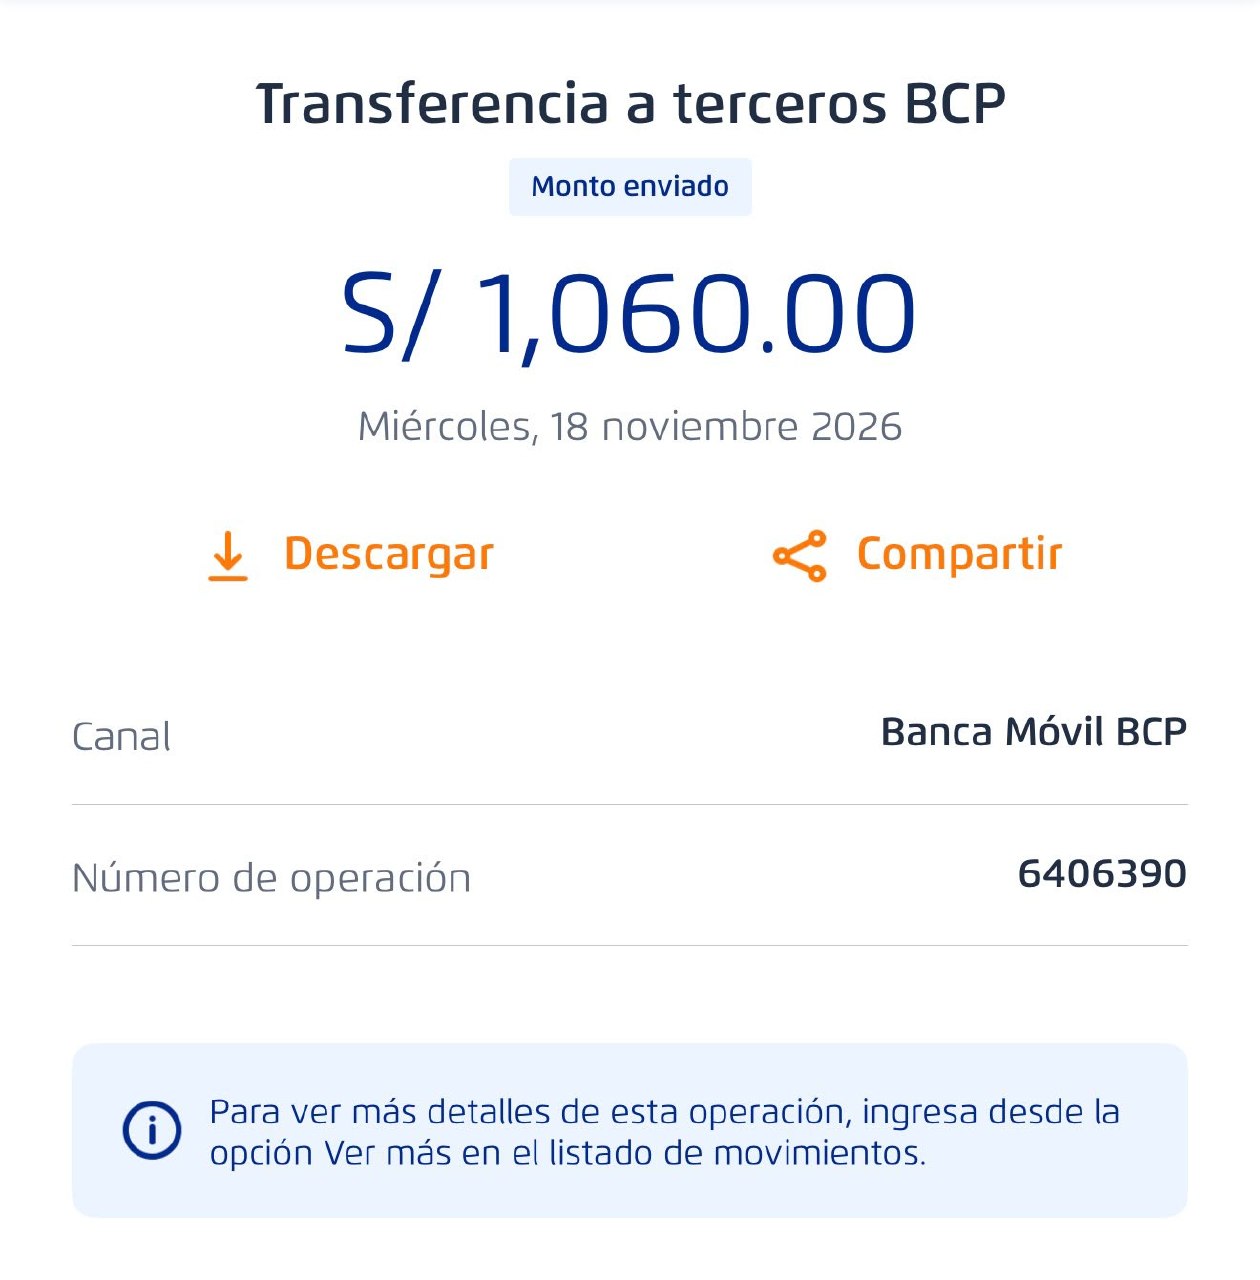 Transferencia a terceros BCP
Monto enviado
S/ 1,060.00
Miércoles, 18 noviembre 2026
Descargar
Compartir
Canal
Banca Móvil BCP
Número de operación
6406390
Para ver más detalles de esta operación, ingresa desde la
opción Ver más en el listado de movimientos.